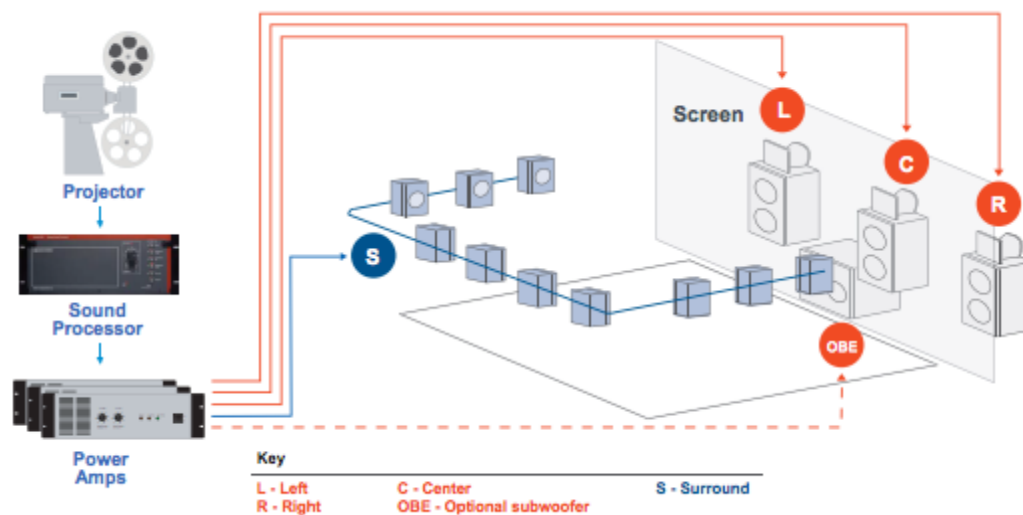 L
Screen
C
Projector
R
S
Sound
Processor
OBE
Power
Amps
Key
L - Left
C - Center
S - Surround
R - Right
OBE - Optional subwoofer